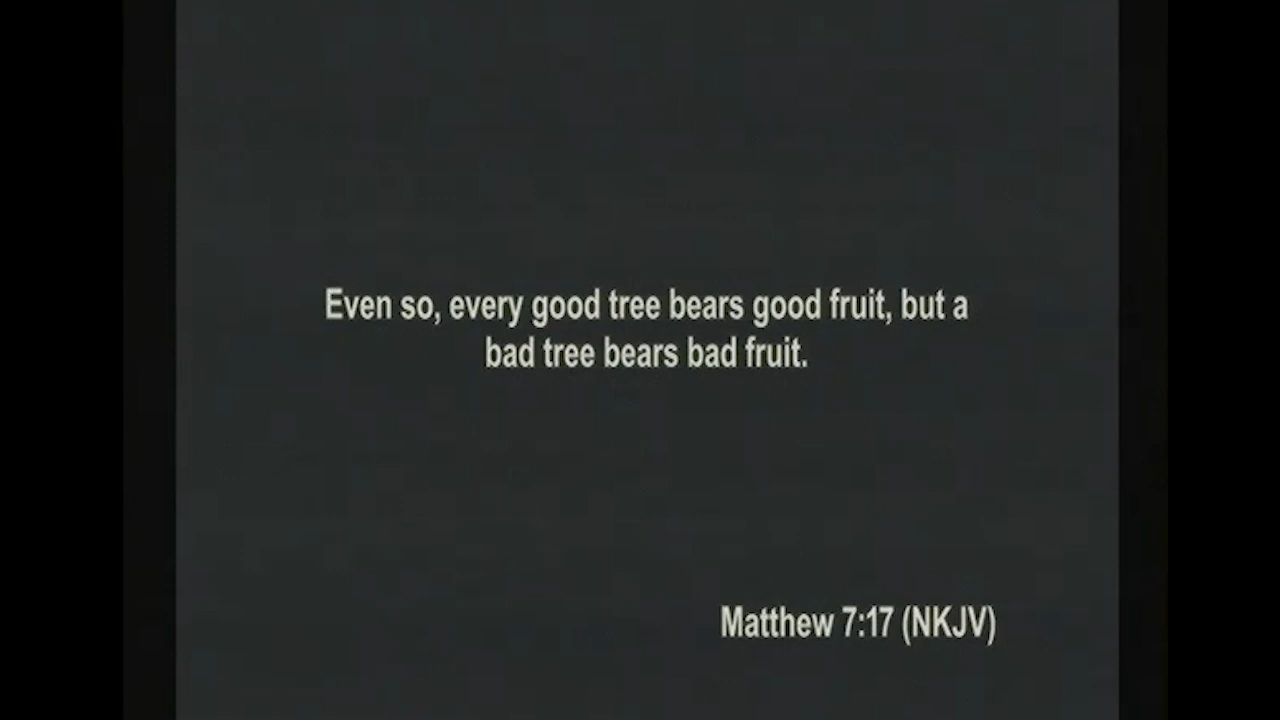 Even so, every good tree bears good fruit, but a
bad tree bears bad fruit.
Matthew 7:17 (NKJV)